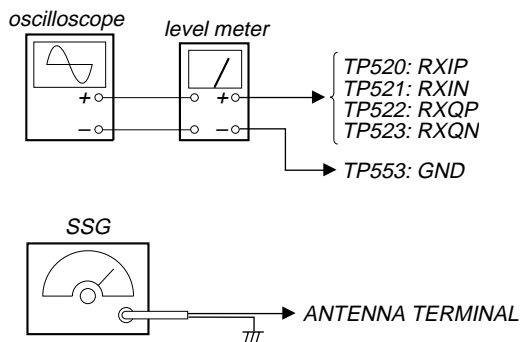 oscilloscope
level meter
+
–
+
–
TP520: RXIP
TP521: RXIN
TP522: RXQP
TP523: RXQN
TP553: GND
SSG
ANTENNA TERMINAL